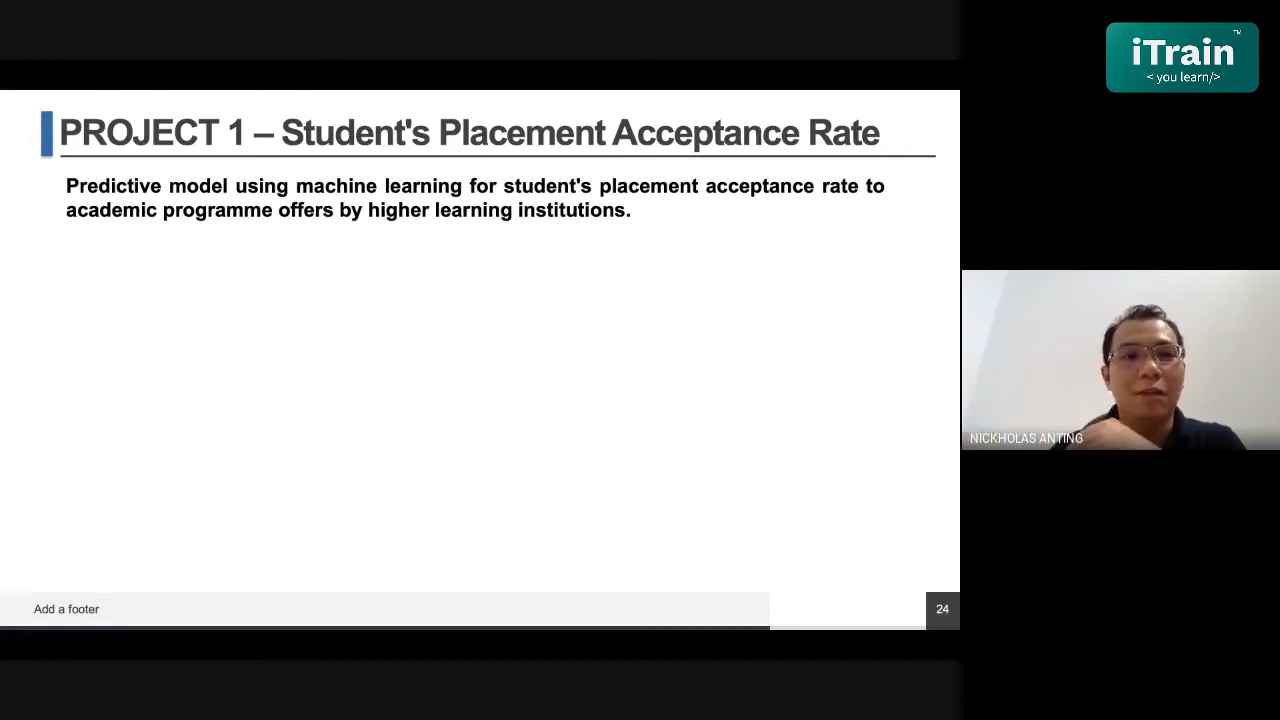 iTrain™
< you learn/>
PROJECT 1 – Student's Placement Acceptance Rate
Predictive model using machine learning for student's placement acceptance rate to
academic programme offers by higher learning institutions.
NICKHOLAS ANTING
Add a footer
24